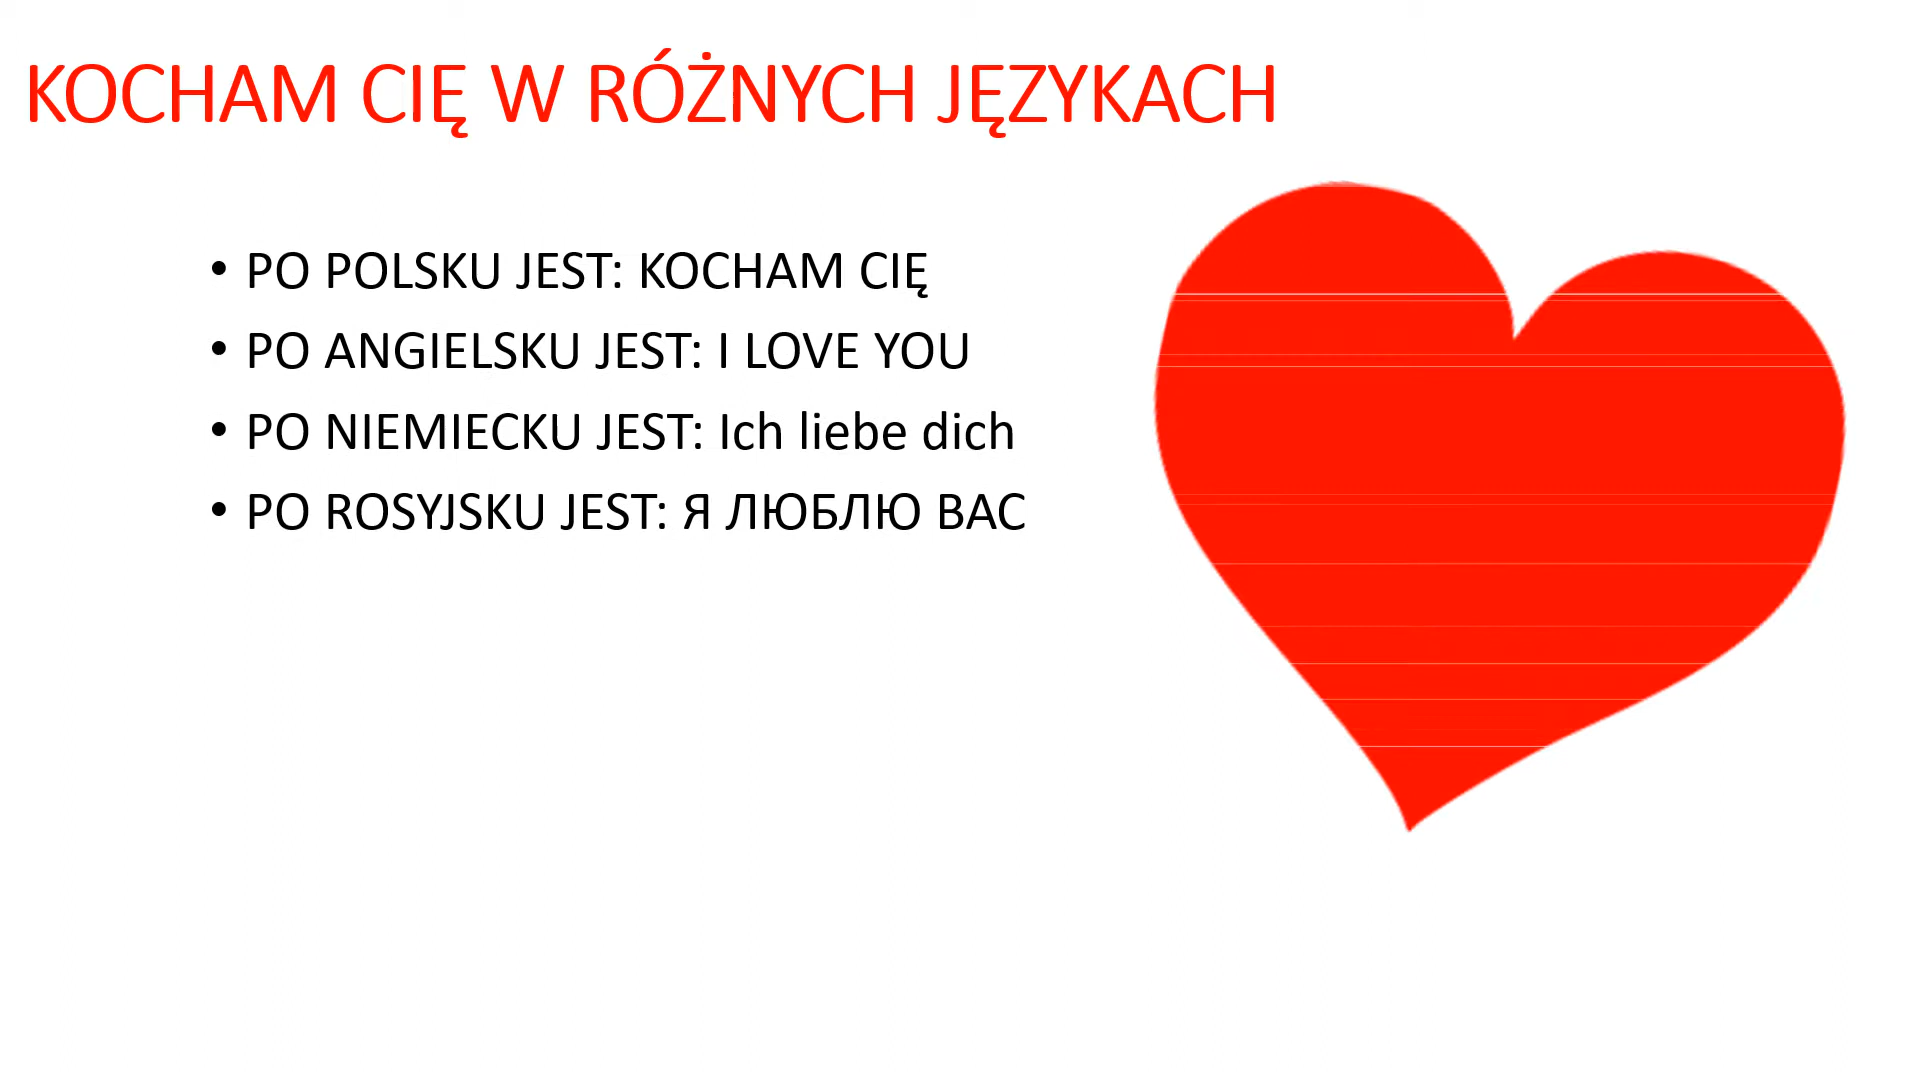 KOCHAM CIĘ W RÓŻNYCH JĘZYKACH
• PO POLSKU JEST: KOCHAM CIĘ
• PO ANGIELSKU JEST: I LOVE YOU
• PO NIEMIECKU JEST: Ich liebe dich
• PO ROSYJSKU JEST: Я ЛЮБЛЮ ВАС